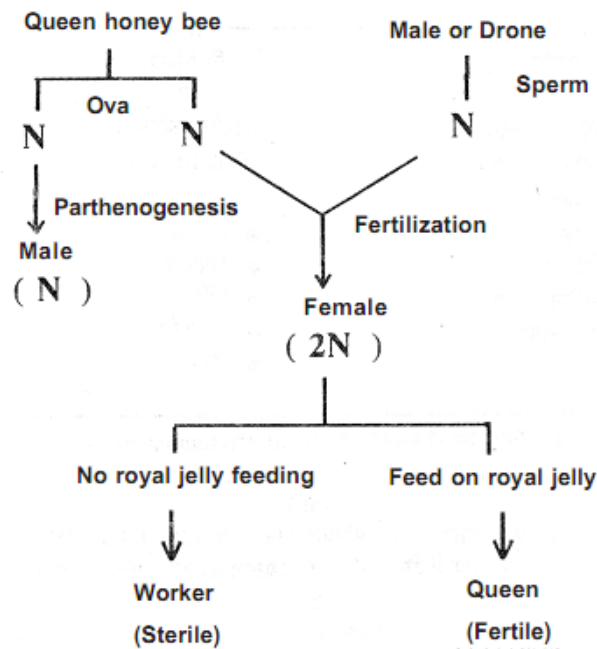 Queen honey bee
Male or Drone
Ova
Sperm
N
N
N
Parthenogenesis
Fertilization
Male
( N )
Female
( 2N )
No royal jelly feeding
Feed on royal jelly
Worker
(Sterile)
Queen
(Fertile)